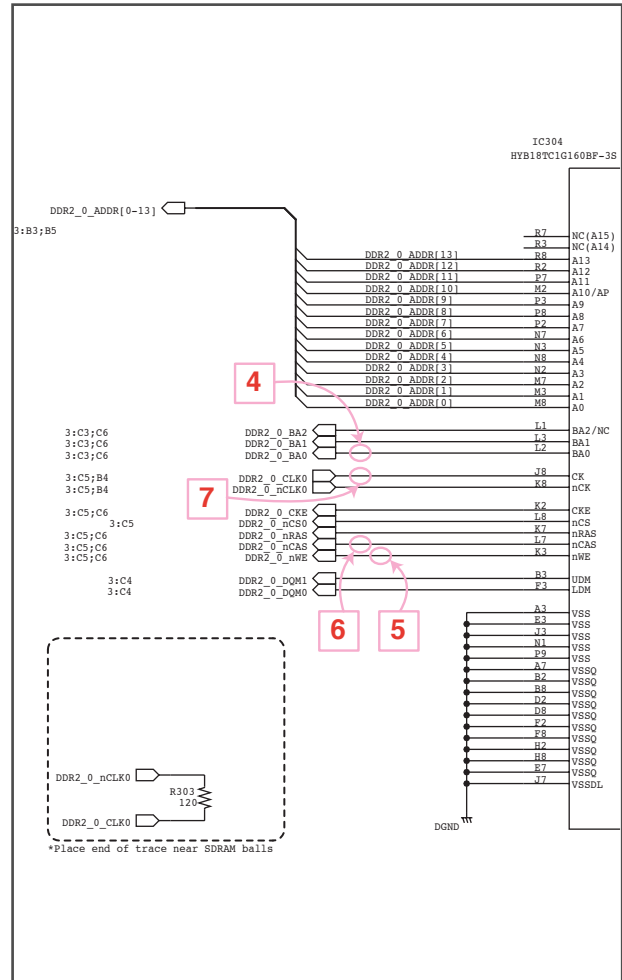 IC304
HYB18TC1G160BF-3S
DDR2_0_ADDR[0-13]
3:B3;B5
R7 NC(A15)
R3 NC(A14)
DDR2_0_ADDR[13] R8 A13
DDR2_0_ADDR[12] R2 A12
DDR2_0_ADDR[11] P7 A11
DDR2_0_ADDR[10] M2 A10/AP
DDR2_0_ADDR[9] P3 A9
DDR2_0_ADDR[8] P8 A8
DDR2_0_ADDR[7] P2 A7
DDR2_0_ADDR[6] N7 A6
DDR2_0_ADDR[5] N3 A5
DDR2_0_ADDR[4] N8 A4
DDR2_0_ADDR[3] N2 A3
DDR2_0_ADDR[2] M7 A2
DDR2_0_ADDR[1] M3 A1
DDR2_0_ADDR[0] M8 A0
4
3:C3;C6 DDR2_0_BA2 L1 BA2/NC
3:C3;C6 DDR2_0_BA1 L3 BA1
3:C3;C6 DDR2_0_BA0 L2 BA0
3:C5;B4 DDR2_0_CLK0 J8 CK
3:C5;B4 DDR2_0_nCLK0 K8 nCK
7
3:C5;C6 DDR2_0_CKE K2 CKE
3:C5 DDR2_0_nCS0 L8 nCS
3:C5;C6 DDR2_0_nRAS K7 nRAS
3:C5;C6 DDR2_0_nCAS L7 nCAS
3:C5;C6 DDR2_0_nWE K3 nWE
3:C4 DDR2_0_DQM1 B3 UDM
3:C4 DDR2_0_DQM0 F3 LDM
6 5
A3 VSS
E3 VSS
J3 VSS
N1 VSS
P9 VSS
A7 VSSQ
B2 VSSQ
B8 VSSQ
D2 VSSQ
D8 VSSQ
F2 VSSQ
F8 VSSQ
H2 VSSQ
H8 VSSQ
E7 VSSQ
J7 VSSDL
DGND
DDR2_0_nCLK0
R303
120
DDR2_0_CLK0
*Place end of trace near SDRAM balls